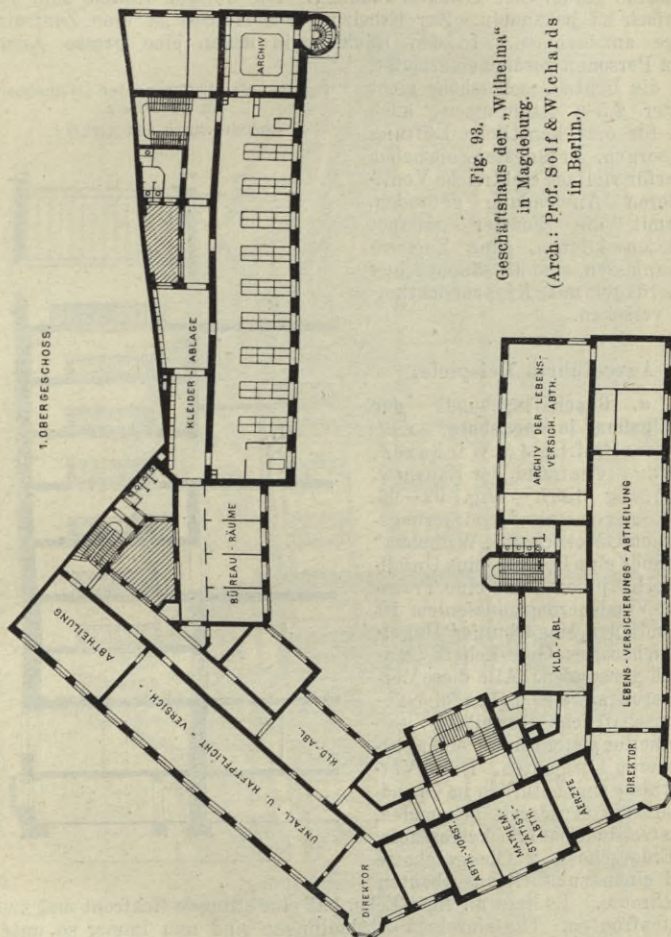 1. OBERGESCHOSS.
ARCHIV
KLEIDER - ABLAGE
BÜREAU - RÄUME
ABTHEILUNG
UNFALL- U. HAFTPFLICHT - VERSICH. -
KLD.-ABL.
DIREKTOR
ABTH.-VORST.
MATHEM.-
STATIST.-
ABTH.
AERZTE
DIREKTOR
KLD.-ABL.
ARCHIV DER LEBENS-
VERSICH. ABTH.
LEBENS - VERSICHERUNGS - ABTHEILUNG
Fig. 93.
Geschäftshaus der „Wilhelma“
in Magdeburg.
(Arch.: Prof. Solf & Wichards
in Berlin.)